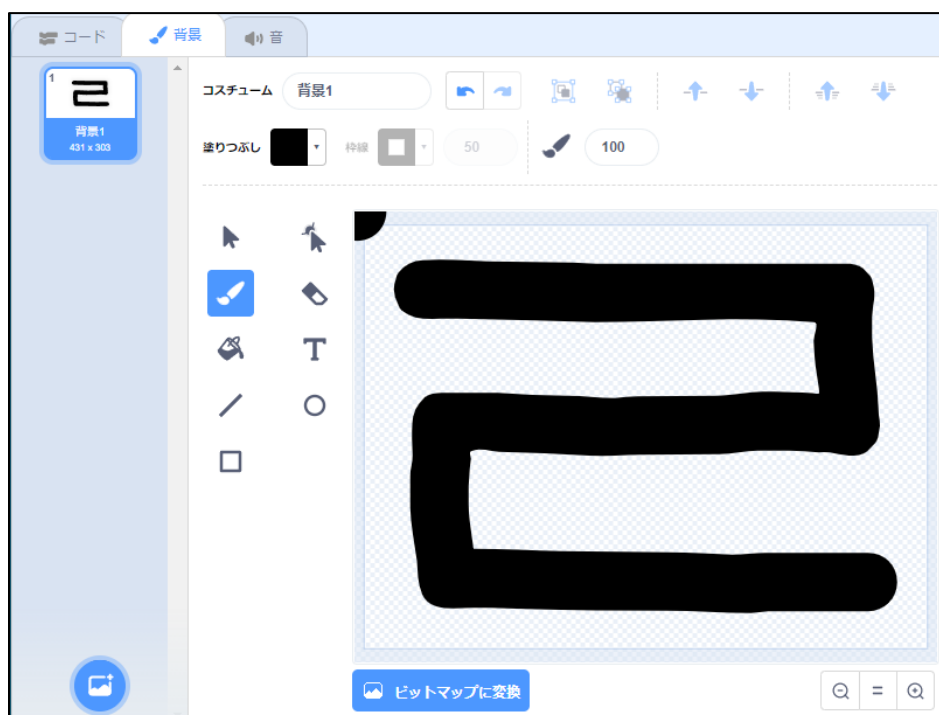 コード 背景 音
1
背景1
431 x 303
コスチューム 背景1
塗りつぶし 枠線 50 100
T
ビットマップに変換